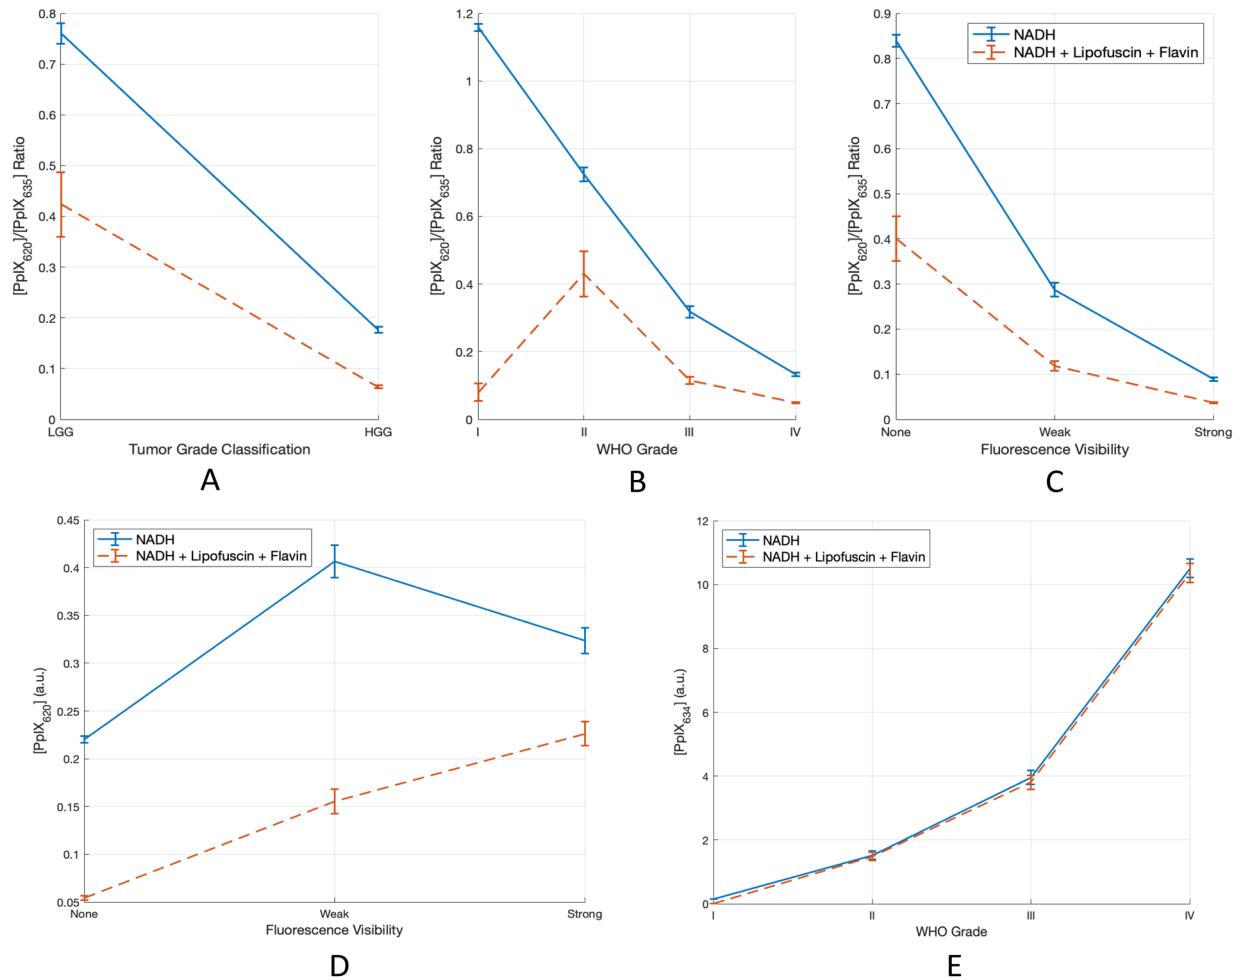 [PpIX620]/[PpIX635] Ratio
0.8
0.7
0.6
0.5
0.4
0.3
0.2
0.1
0
LGG
HGG
Tumor Grade Classification
A
[PpIX620]/[PpIX635] Ratio
1.2
1
0.8
0.6
0.4
0.2
0
I
II
III
IV
WHO Grade
B
[PpIX620]/[PpIX635] Ratio
0.9
0.8
0.7
0.6
0.5
0.4
0.3
0.2
0.1
0
NADH
NADH + Lipofuscin + Flavin
None
Weak
Strong
Fluorescence Visibility
C
[PpIX620] (a.u.)
0.45
0.4
0.35
0.3
0.25
0.2
0.15
0.1
0.05
NADH
NADH + Lipofuscin + Flavin
None
Weak
Strong
Fluorescence Visibility
D
[PpIX634] (a.u.)
12
10
8
6
4
2
0
NADH
NADH + Lipofuscin + Flavin
I
II
III
IV
WHO Grade
E